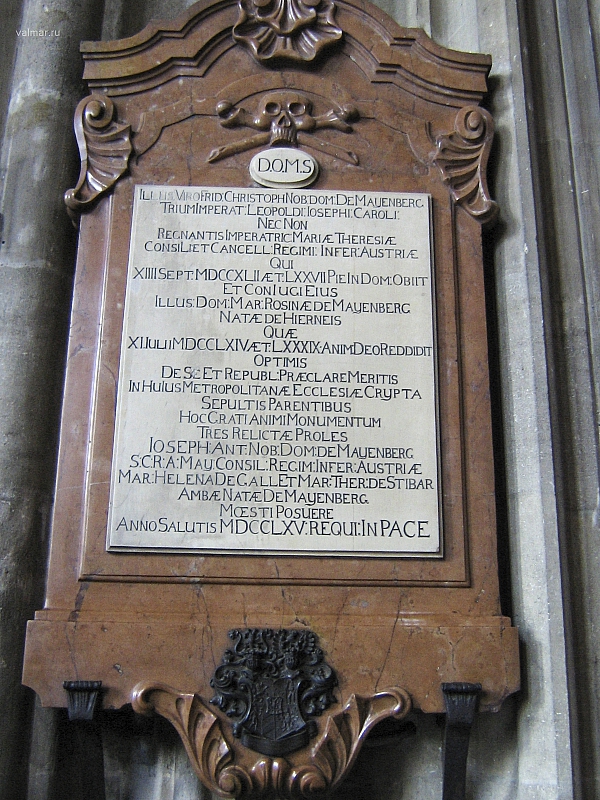 valmar.ru
D.O.M.S
ILLUS: VIRO FRID: CHRISTOPH NOB: DOM: DE MAYENBERG
TRIUM IMPERAT: LEOPOLDI: IOSEPHI: CAROLI:
NEC NON
REGNANTIS IMPERATRIC: MARIÆ THERESIÆ
CONSIL: ET CANCELL: REGIMI: INFER: AUSTRIÆ
QUI
XIIII SEPT: MDCCXLII ÆT: LXXVII PIE IN DOM: OBIIT
ET CONIUGI EIUS
ILLUS: DOM: MAR: ROSINÆ DE MAYENBERG
NATÆ DE HIERNEIS
QUÆ
XI IULII MDCCLXIV ÆT: LXXXIX: ANIM DEO REDDIDIT
OPTIMIS
DE S: ET REPUBL: PRÆCLARE MERITIS
IN HUIUS METROPOLITANÆ ECCLESIÆ CRYPTA
SEPULTIS PARENTIBUS
HOC GRATI ANIMI MONUMENTUM
TRES RELICTÆ PROLES
IOSEPH: ANT: NOB: DOM: DE MAYENBERG
S: C: R: A: MAY: CONSIL: REGIM: INFER: AUSTRIÆ
MAR: HELENA DE GALL ET MAR: THER: DE STIBAR
AMBÆ NATÆ DE MAYENBERG
MŒSTI POSUERE
ANNO SALUTIS MDCCLXV: REQUI: IN PACE